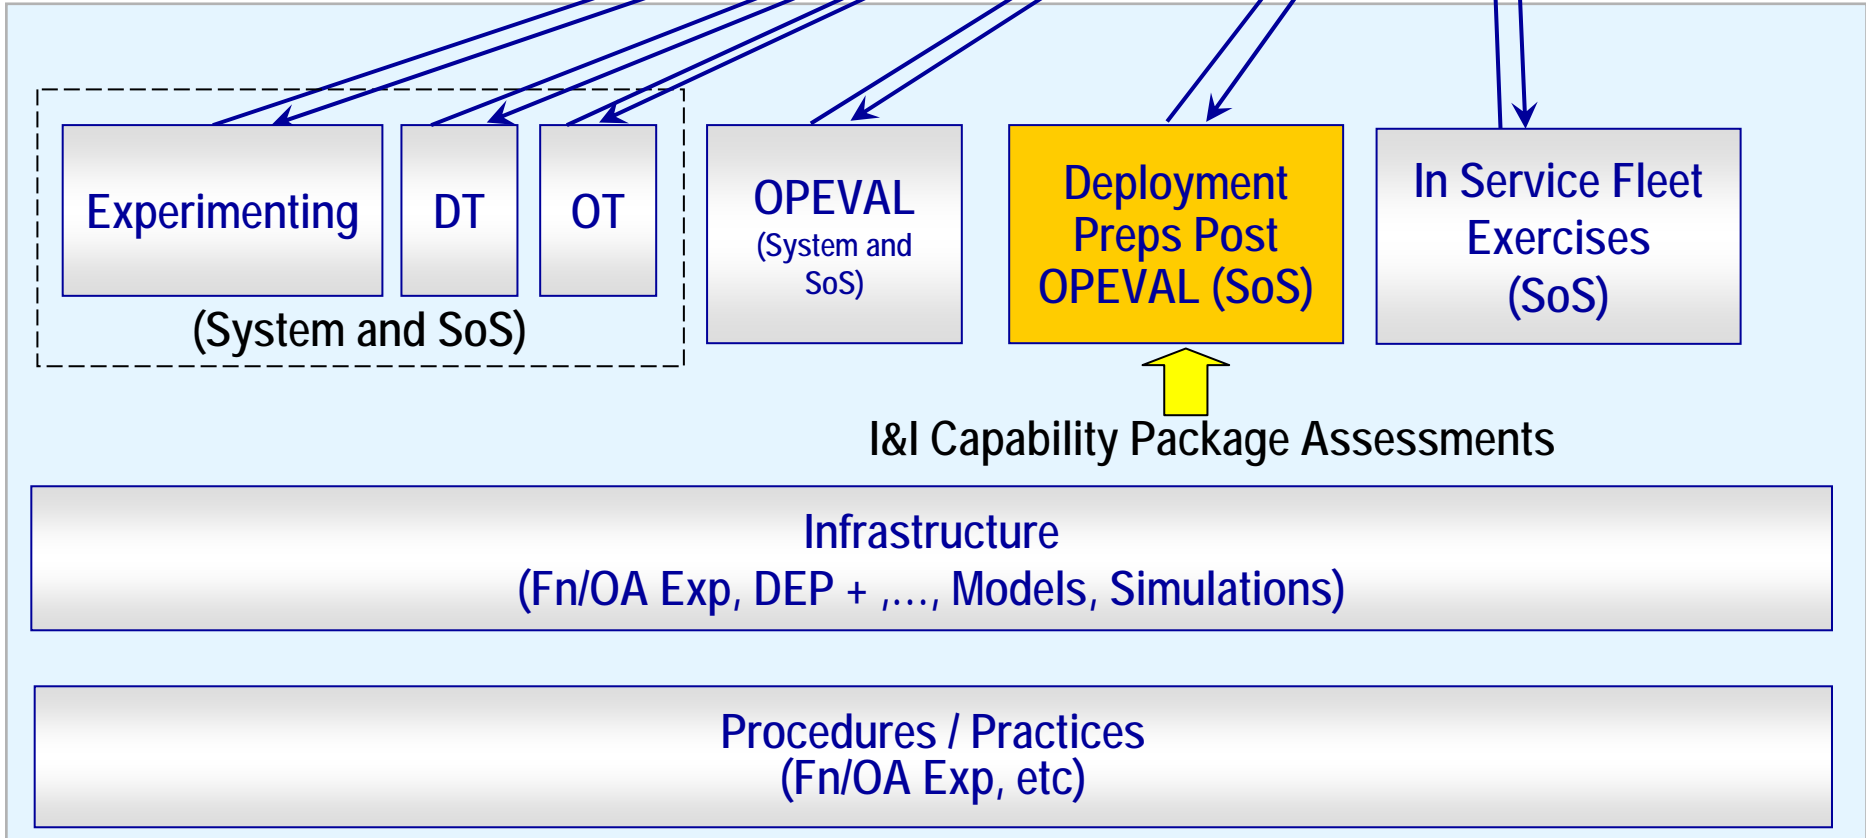 Experimenting
DT
OT
(System and SoS)
OPEVAL
(System and
SoS)
Deployment
Preps Post
OPEVAL (SoS)
In Service Fleet
Exercises
(SoS)
I&I Capability Package Assessments
Infrastructure
(Fn/OA Exp, DEP + ,..., Models, Simulations)
Procedures / Practices
(Fn/OA Exp, etc)